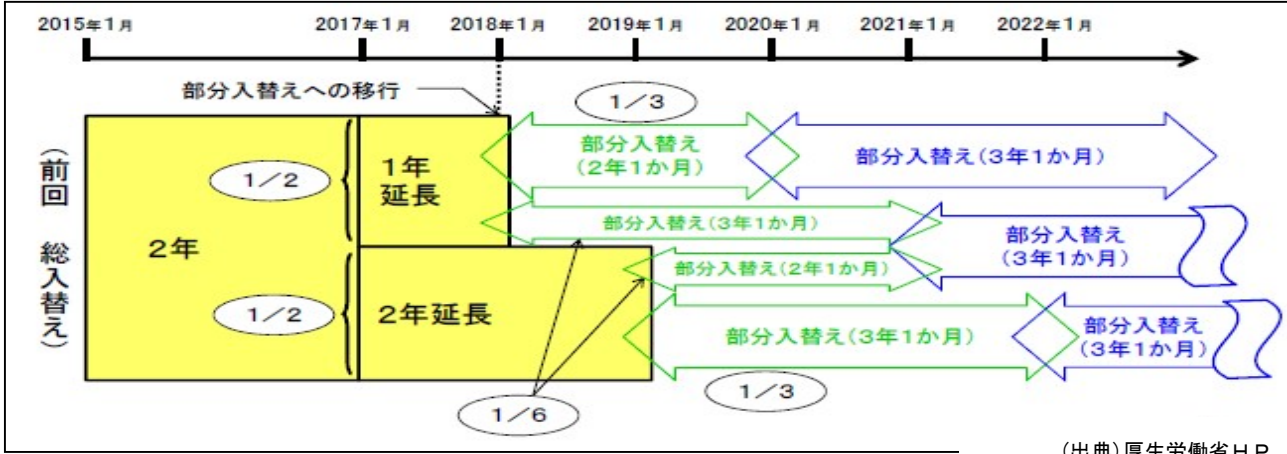 2015年1月
2017年1月
2018年1月
2019年1月
2020年1月
2021年1月
2022年1月
部分入替えへの移行
1／3
(前回 総入替え)
2年
1／2
1年
延長
部分入替え
(2年1か月)
部分入替え(3年1か月)
部分入替え(3年1か月)
部分入替え
(3年1か月)
部分入替え(2年1か月)
1／2
2年延長
部分入替え(3年1か月)
部分入替え
(3年1か月)
1／6
1／3
(出典)厚生労働省HP